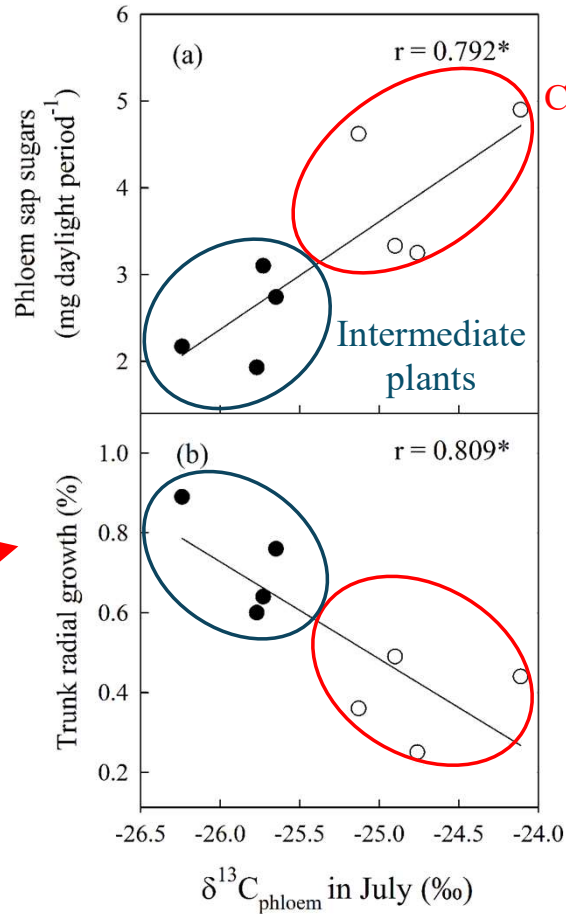 (a)
r = 0.792*
C
Phloem sap sugars
(mg daylight period⁻¹)
6
5
4
3
2
Intermediate
plants
(b)
r = 0.809*
Trunk radial growth (%)
1.0
0.8
0.6
0.4
0.2
-26.5 -26.0 -25.5 -25.0 -24.5 -24.0
δ¹³C_phloem in July (‰)